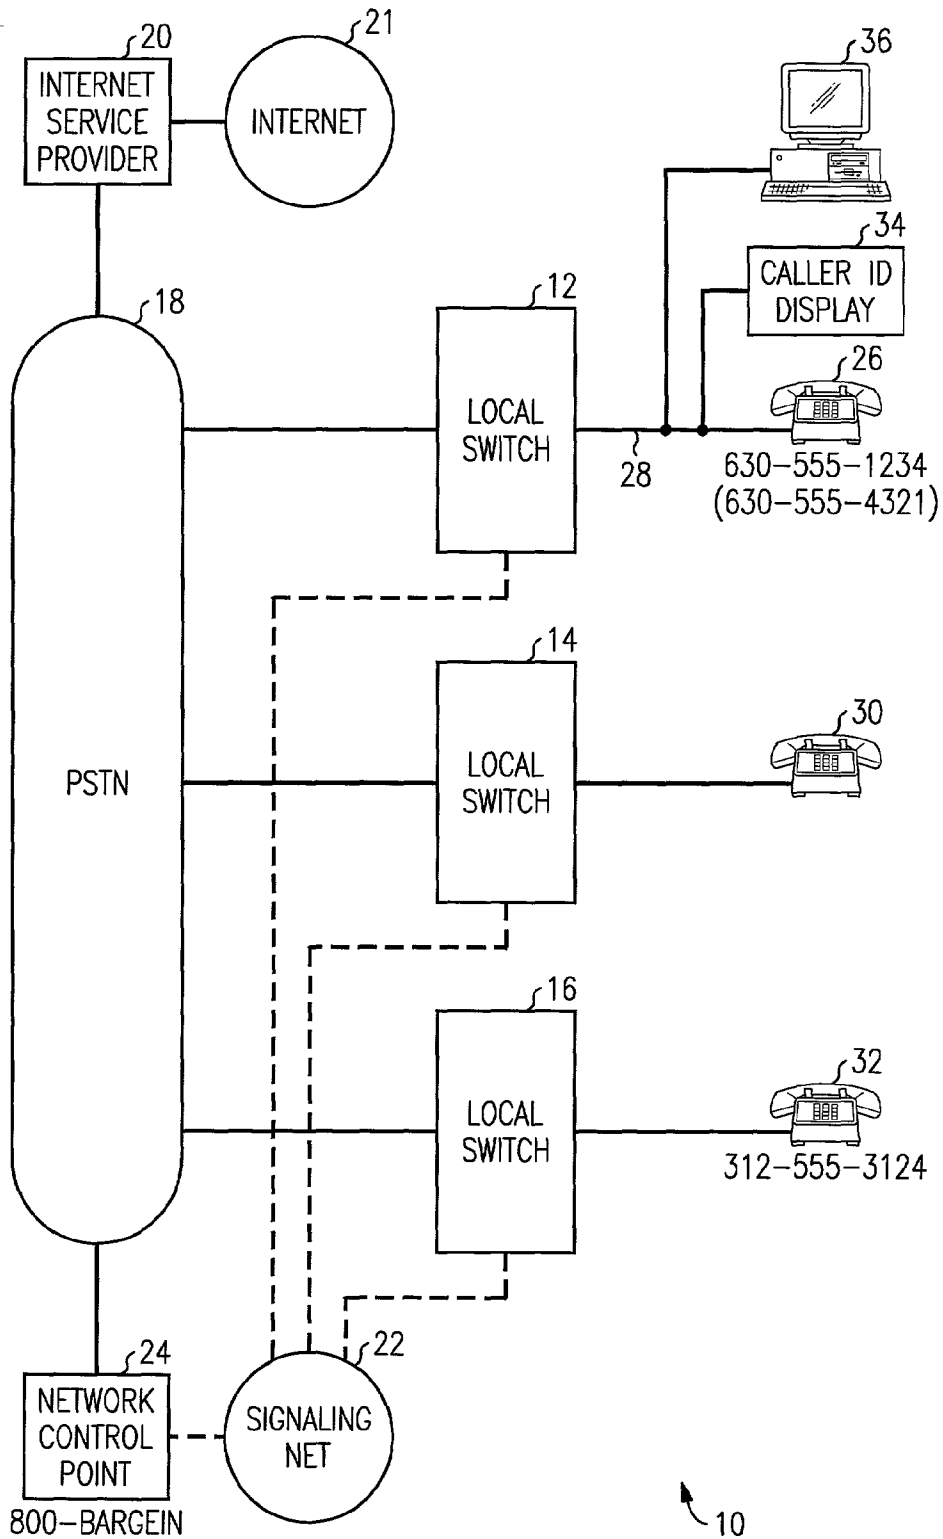 20
INTERNET
SERVICE
PROVIDER
21
INTERNET
36
34
CALLER ID
DISPLAY
18
12
LOCAL
SWITCH
28
26
630-555-1234
(630-555-4321)
PSTN
14
LOCAL
SWITCH
30
16
LOCAL
SWITCH
32
312-555-3124
24
NETWORK
CONTROL
POINT
800-BARGEIN
22
SIGNALING
NET
10